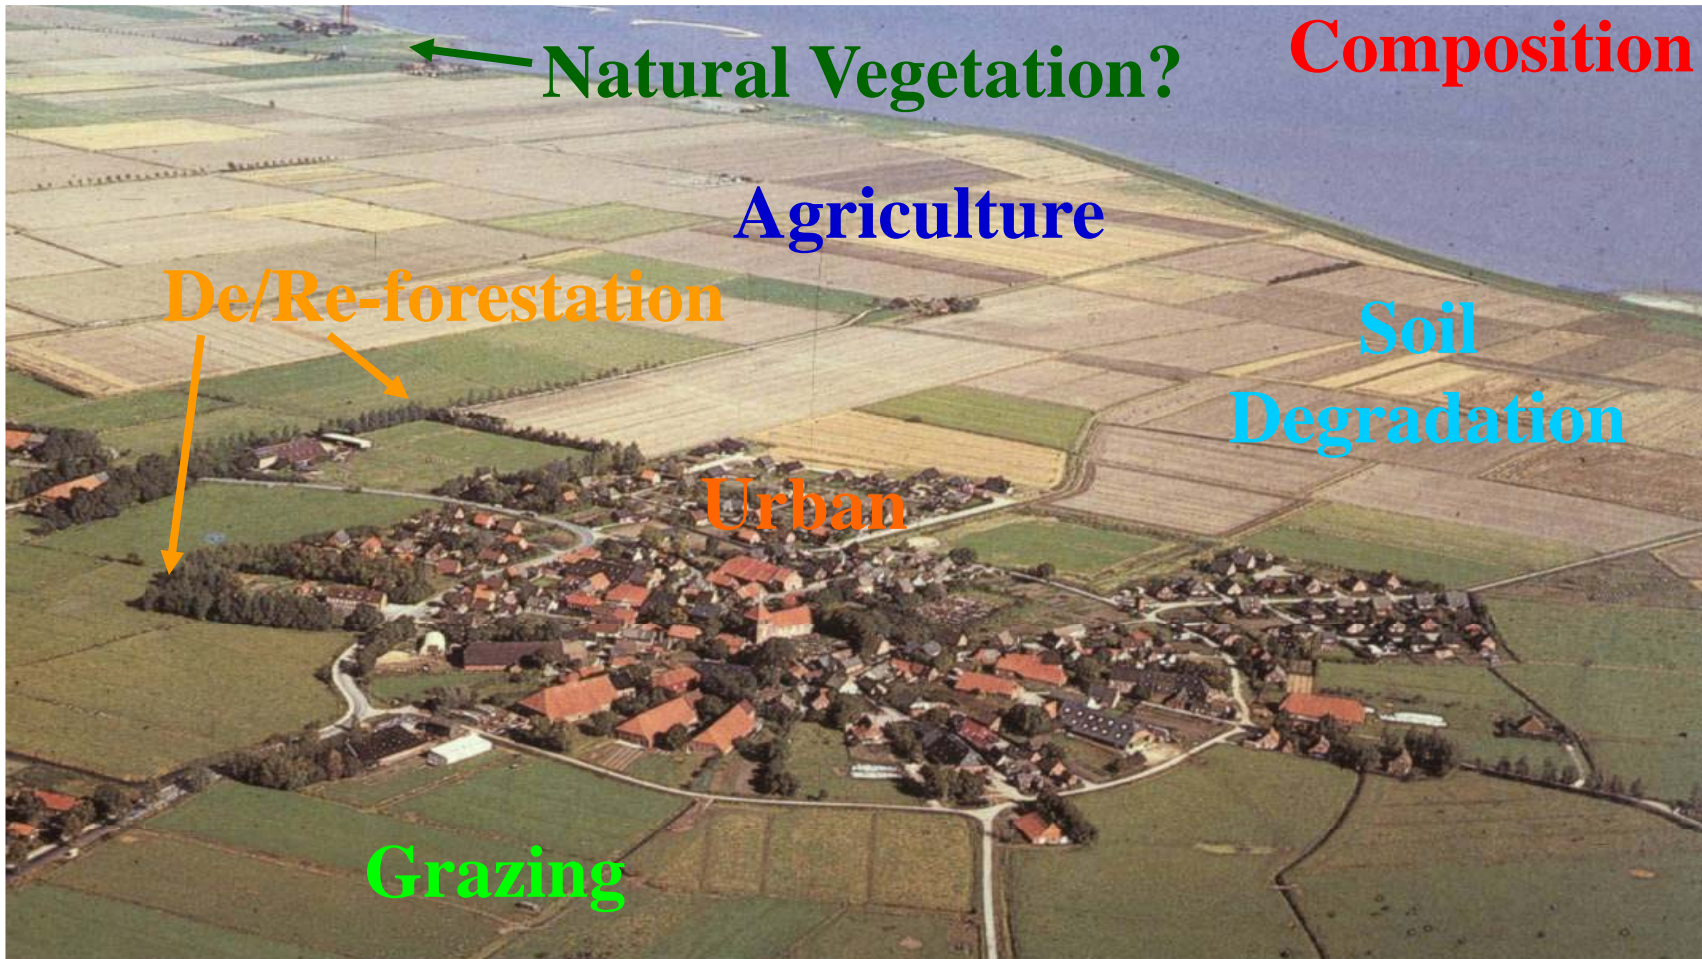 Composition
Natural Vegetation?
Agriculture
De/Re-forestation
Soil
Degradation
Urban
Grazing